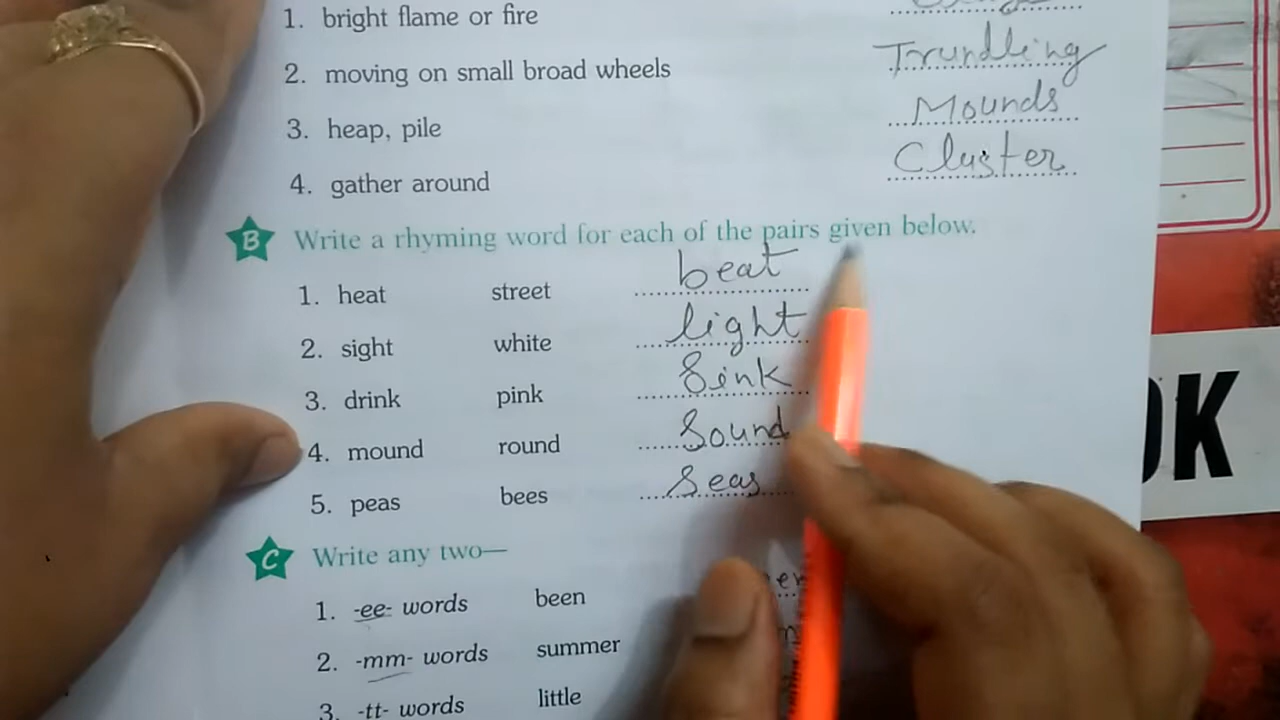 1. bright flame or fire
2. moving on small broad wheels Trundling
3. heap, pile Mounds
4. gather around Cluster
B Write a rhyming word for each of the pairs given below.
1. heat street beat
2. sight white light
3. drink pink Sink
4. mound round Sound
5. peas bees Seas
C Write any two—
1. -ee- words been
2. -mm- words summer
3. -tt- words little
OK